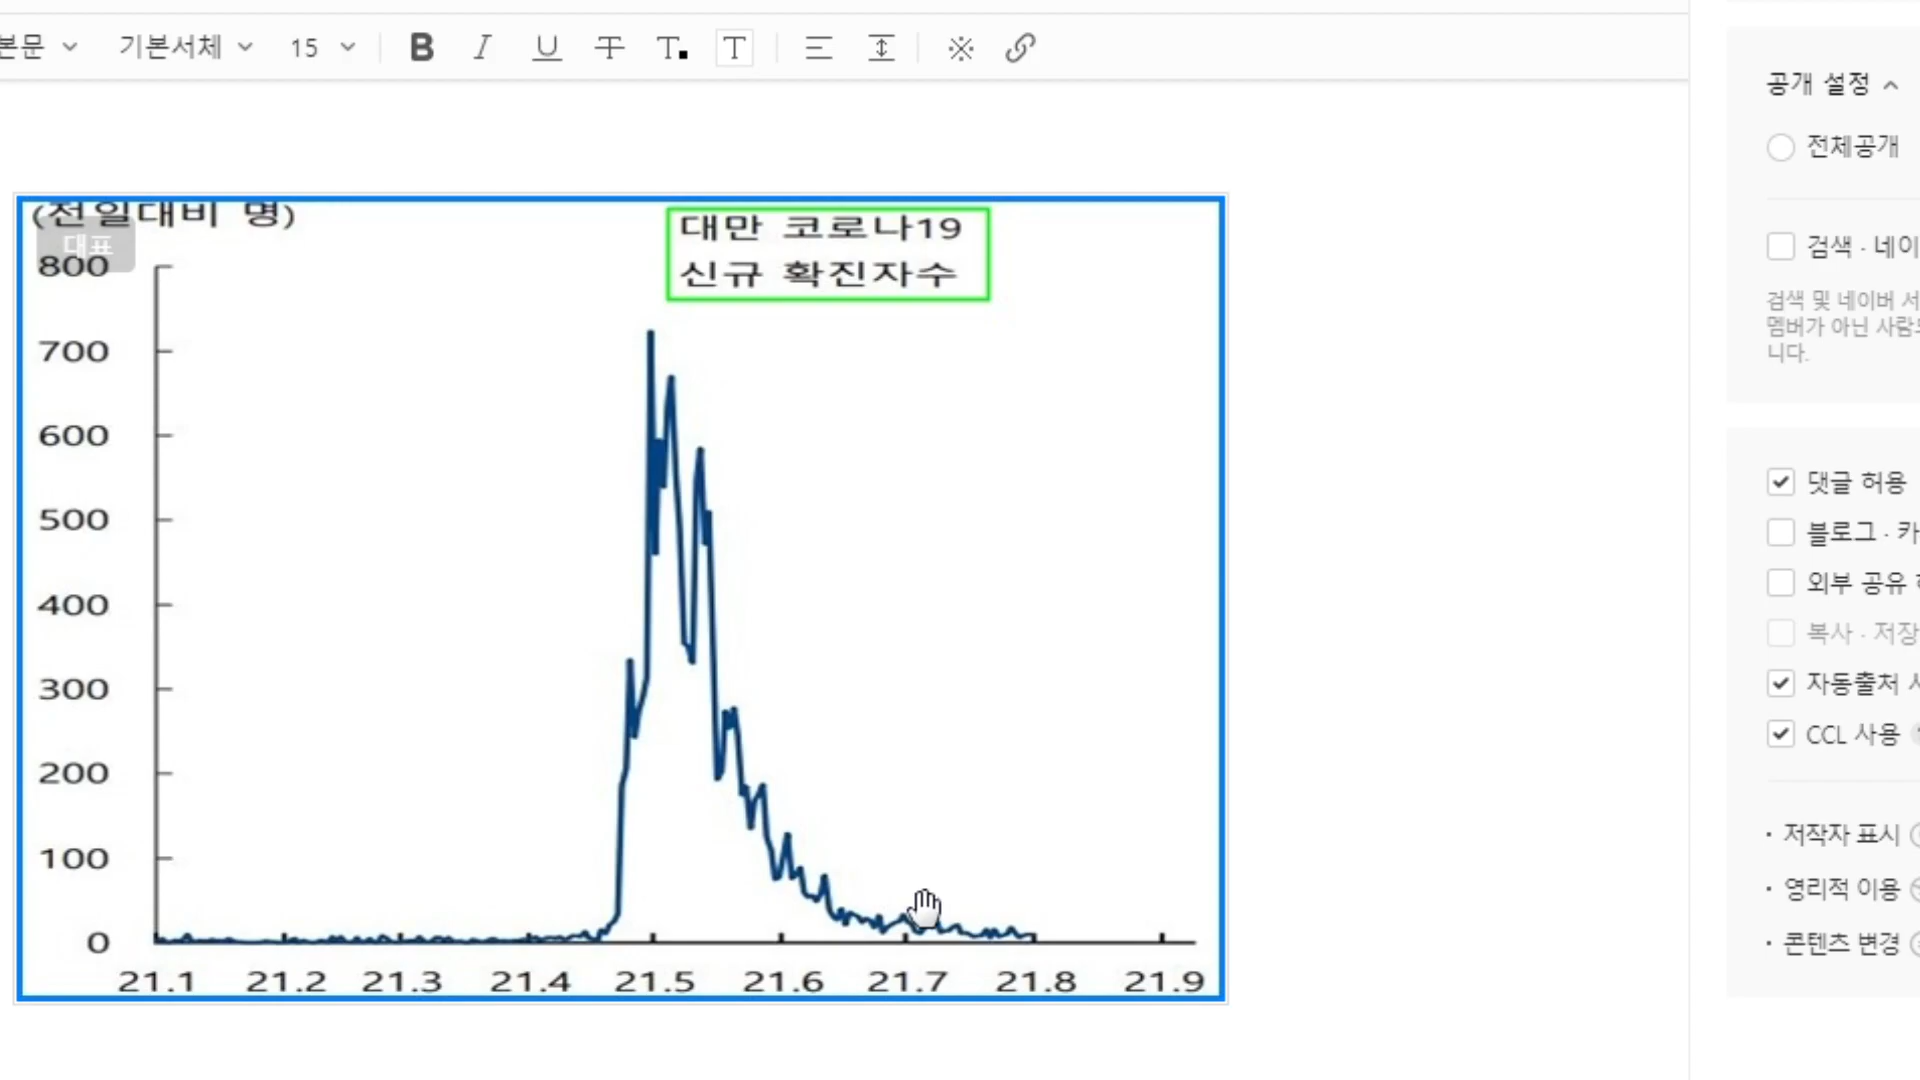 본문
기본서체
15
B I U T T. T
(전일대비 명)
대표
대만 코로나19
신규 확진자수
800
700
600
500
400
300
200
100
0
21.1 21.2 21.3 21.4 21.5 21.6 21.7 21.8 21.9
공개 설정
전체공개
검색 · 네이
검색 및 네이버 서
멤버가 아닌 사람
니다.
댓글 허용
블로그 · 카
외부 공유
복사 · 저장
자동출처
CCL 사용
· 저작자 표시
· 영리적 이용
· 콘텐츠 변경